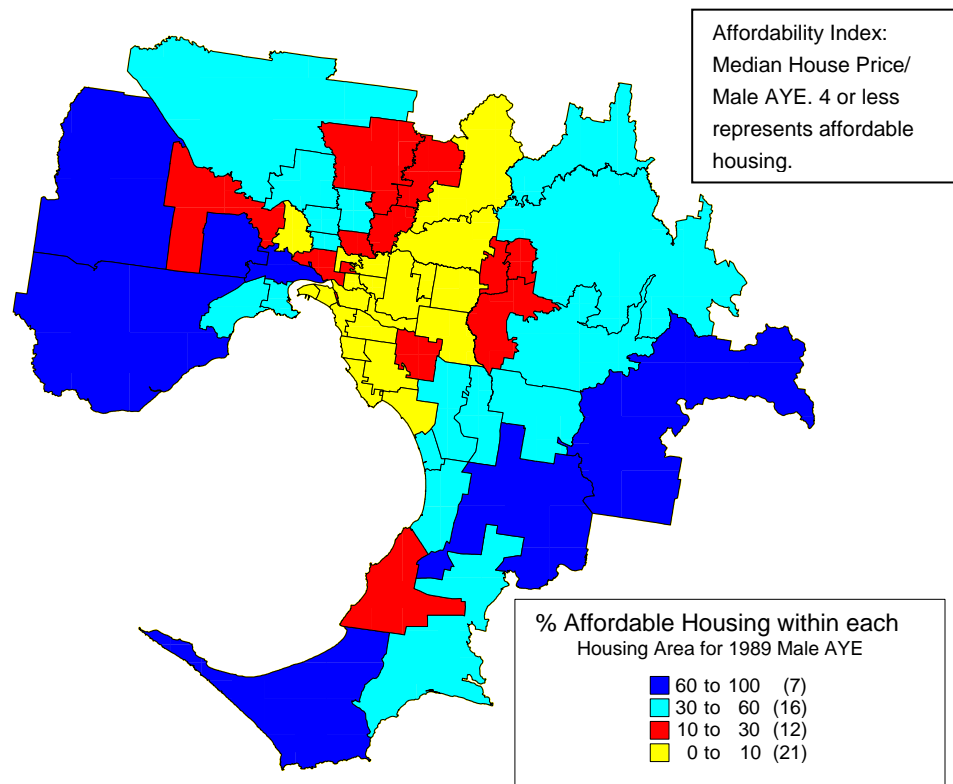 Affordability Index:
Median House Price/
Male AYE. 4 or less
represents affordable
housing.
% Affordable Housing within each
Housing Area for 1989 Male AYE
60 to 100 (7)
30 to 60 (16)
10 to 30 (12)
0 to 10 (21)